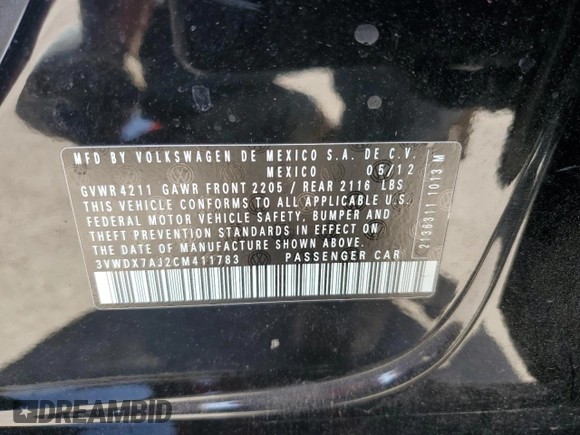 MFD BY VOLKSWAGEN DE MEXICO S.A. DE C.V.
MEXICO 05/12
GVWR 4211 GAWR FRONT 2205 / REAR 2116 LBS
THIS VEHICLE CONFORMS TO ALL APPLICABLE U.S.
FEDERAL MOTOR VEHICLE SAFETY, BUMPER AND
THEFT PREVENTION STANDARDS IN EFFECT ON
THE DATE OF MANUFACTURE SHOWN ABOVE.
3VWDX7AJ2CM411783 PASSENGER CAR
2136311 1013 M
DREAMBID